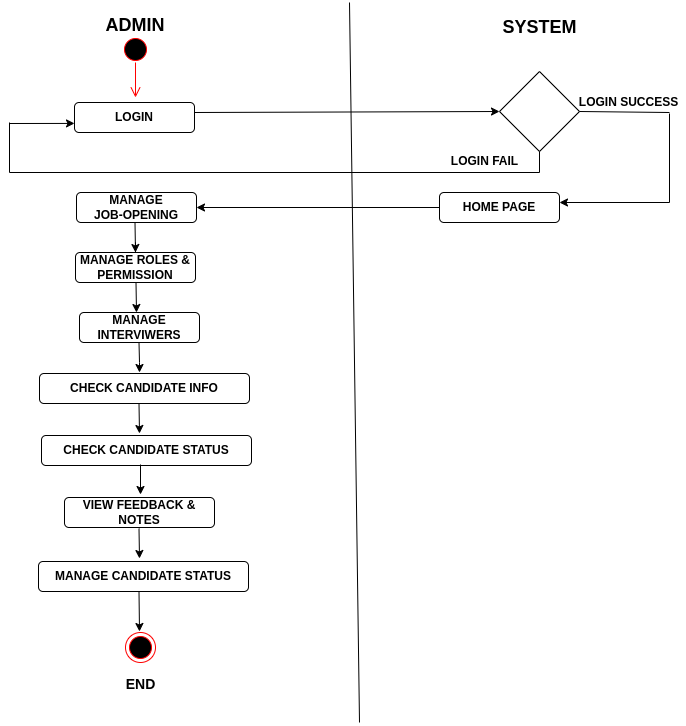 ADMIN
SYSTEM
LOGIN SUCCESS
LOGIN
LOGIN FAIL
MANAGE
JOB-OPENING
HOME PAGE
MANAGE ROLES &
PERMISSION
MANAGE
INTERVIWERS
CHECK CANDIDATE INFO
CHECK CANDIDATE STATUS
VIEW FEEDBACK &
NOTES
MANAGE CANDIDATE STATUS
END